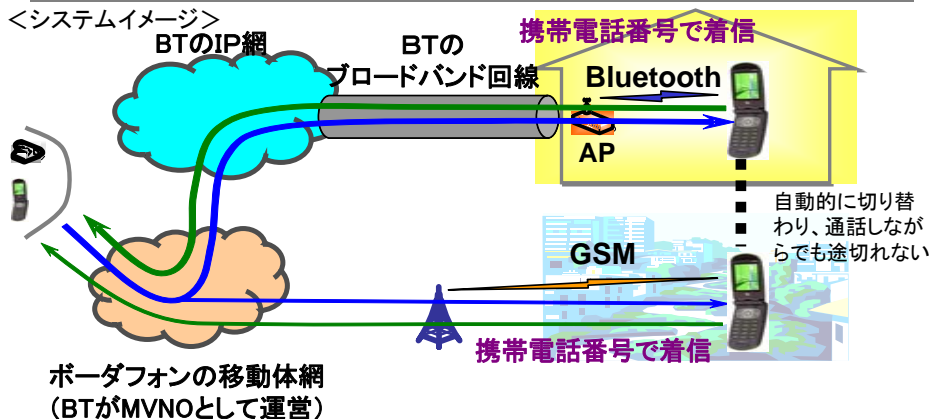 ＜システムイメージ＞
BTのIP網
BTの
ブロードバンド回線
携帯電話番号で着信
Bluetooth
AP
自動的に切り替
わり、通話しなが
らでも途切れない
GSM
携帯電話番号で着信
ボーダフォンの移動体網
（BTがMVNOとして運営）